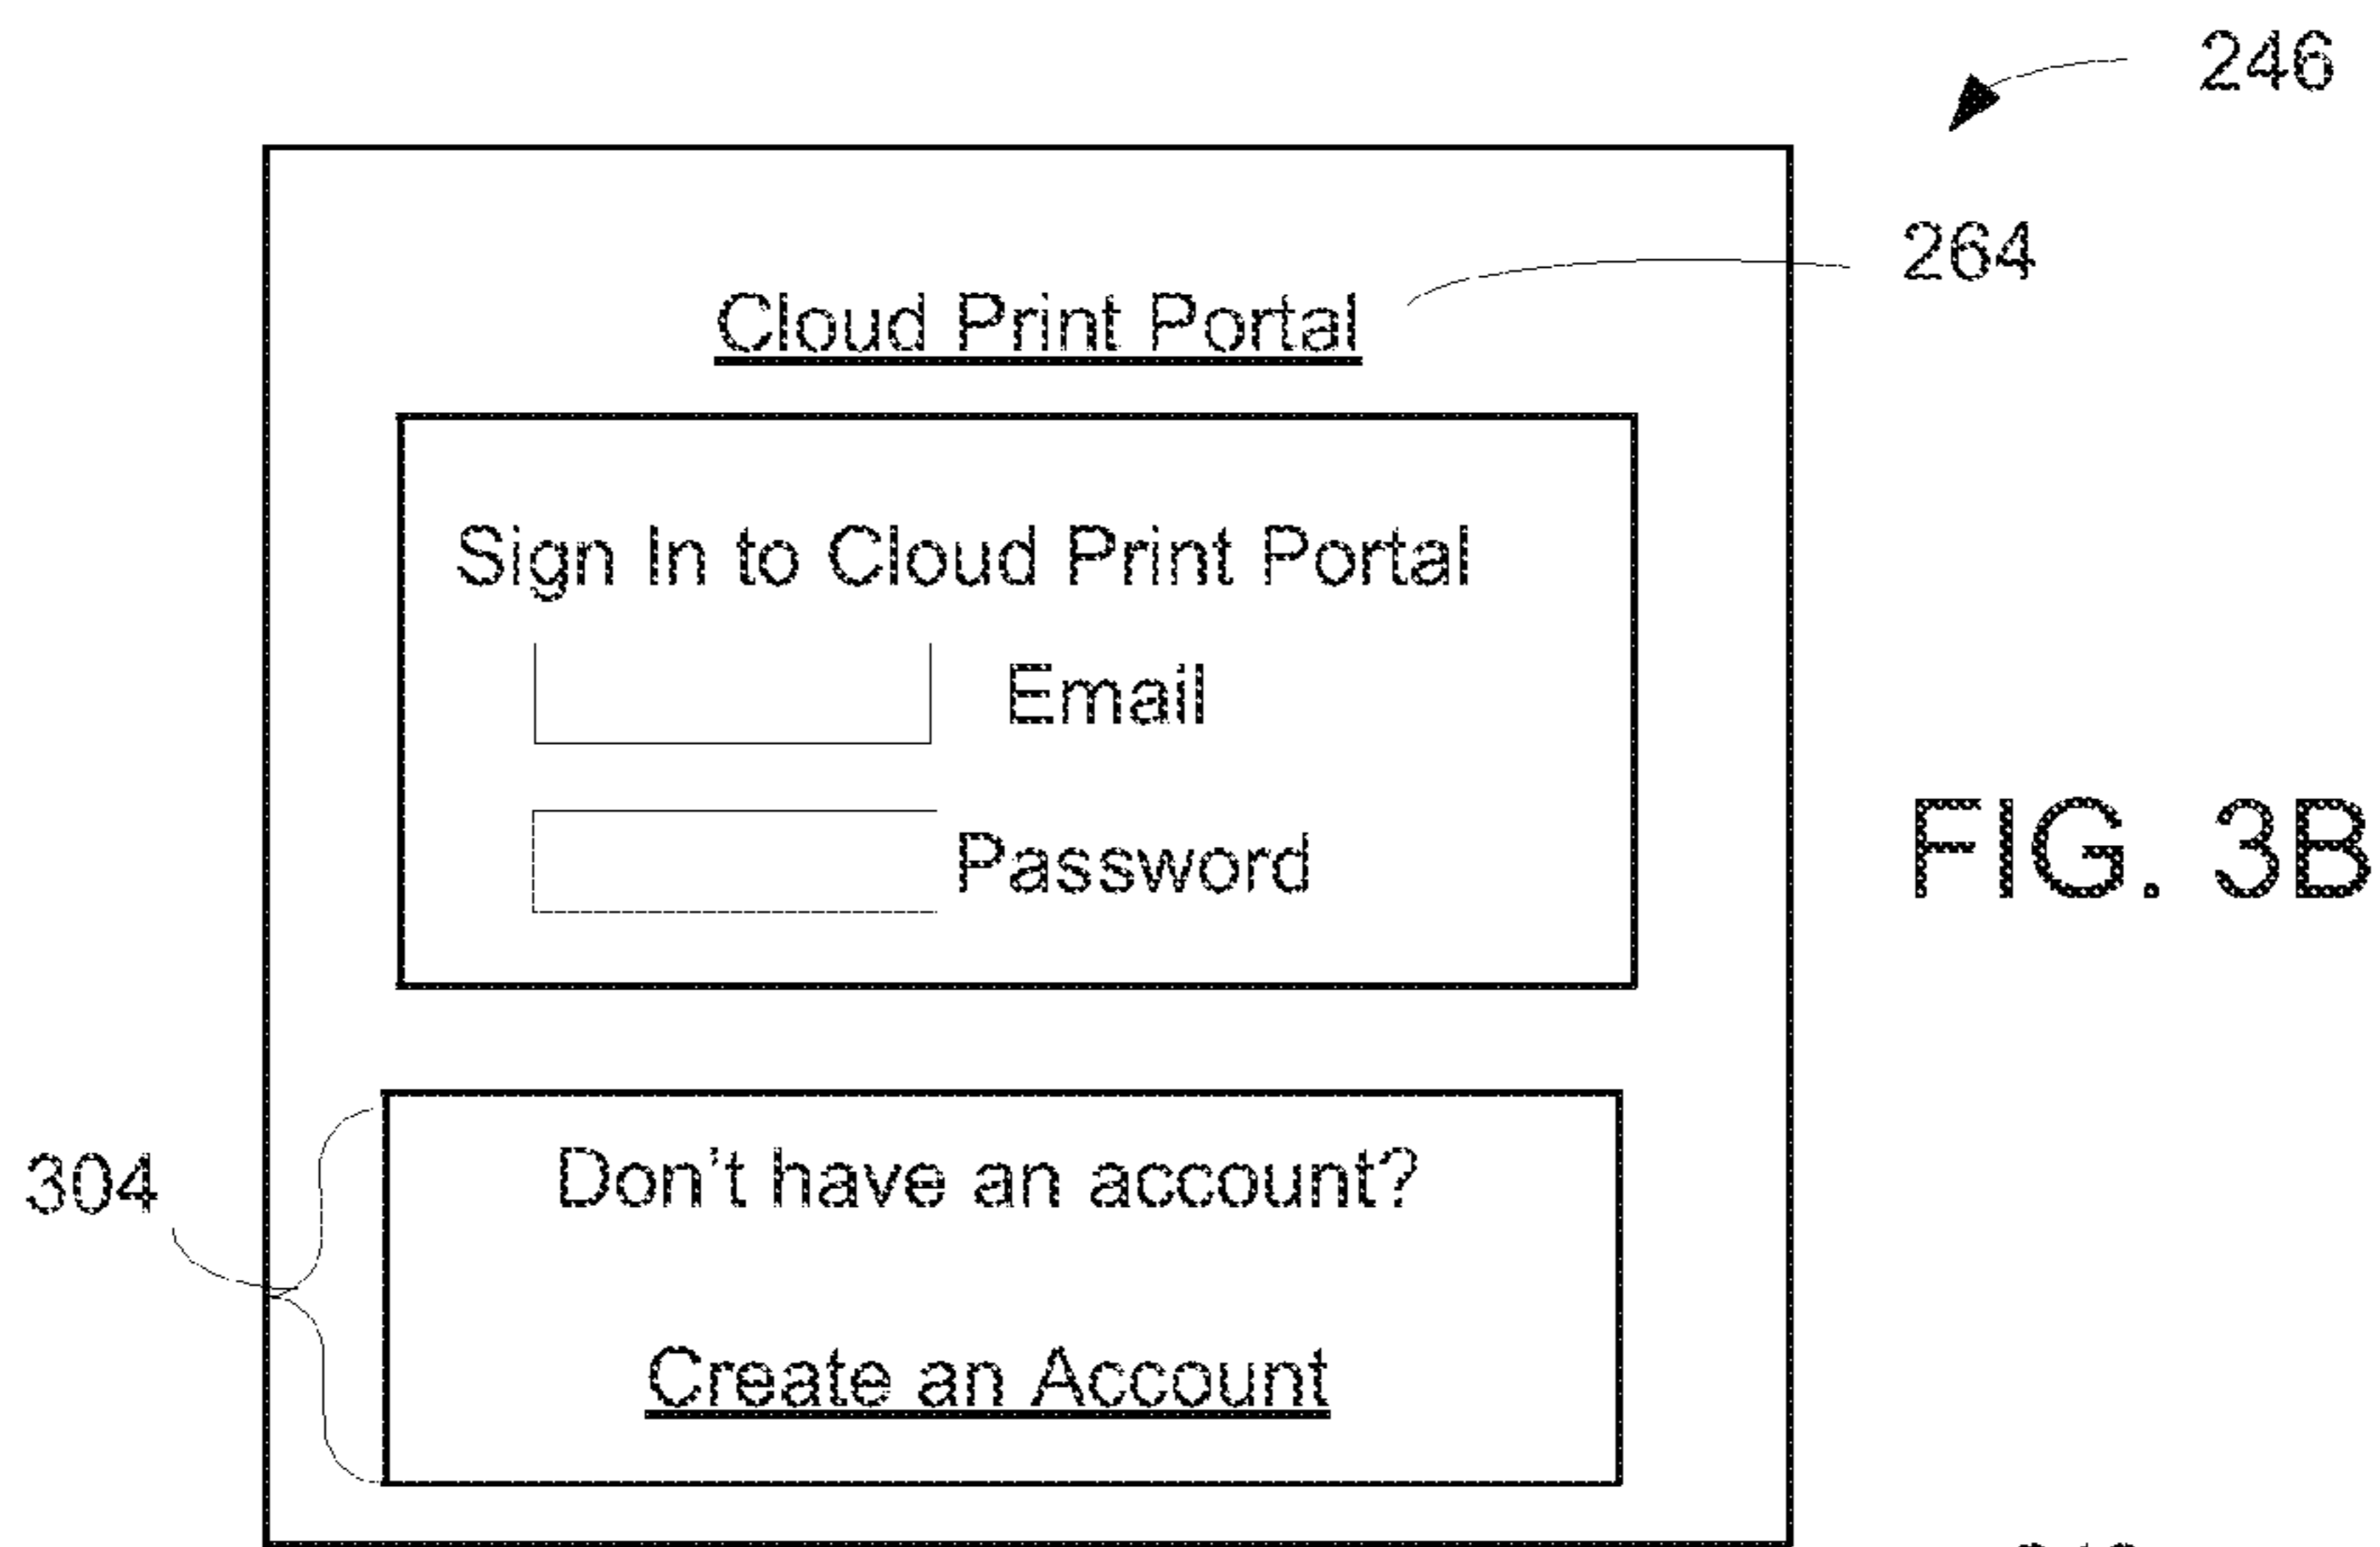 246
264
Cloud Print Portal
Sign In to Cloud Print Portal
Email
Password
FIG. 3B
304
Don't have an account?
Create an Account